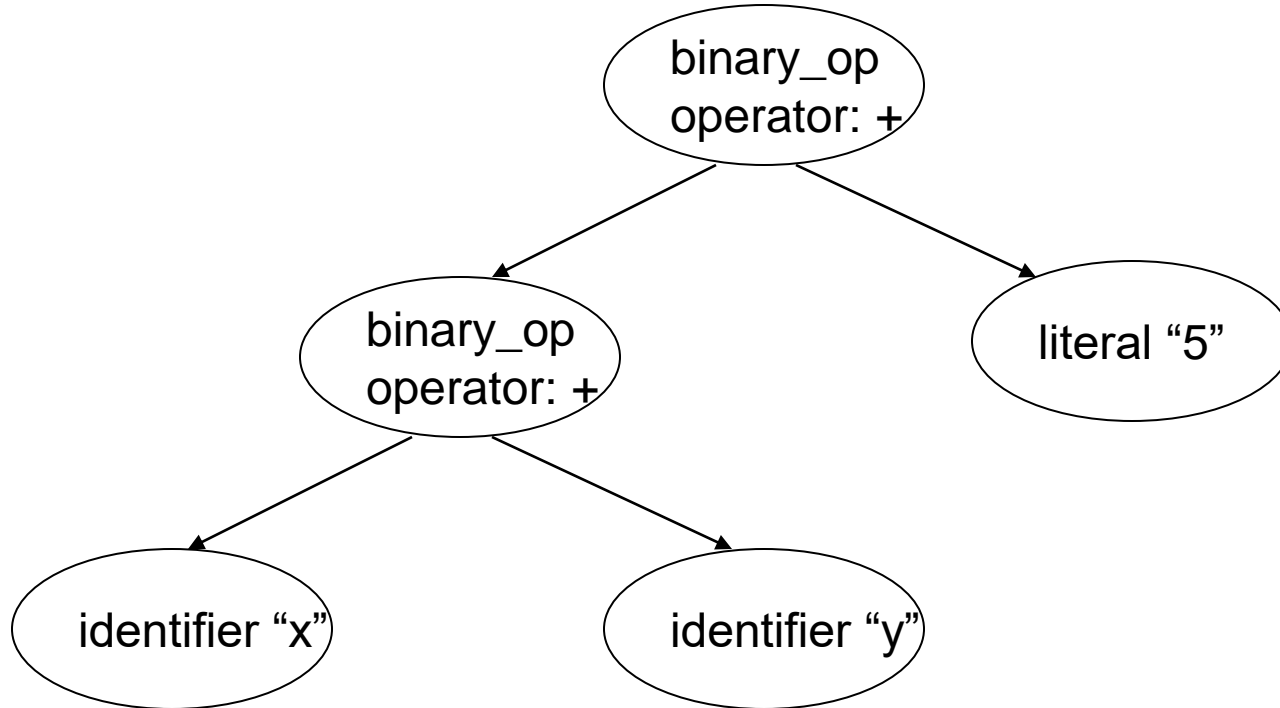 binary_op
operator: +
binary_op
operator: +
literal “5”
identifier “x”
identifier “y”